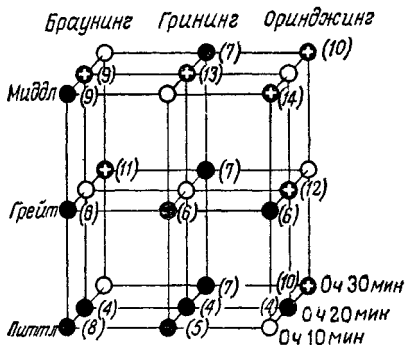 Браунинг Грининг Оринджинг
(7) (10)
(9) (13)
Миддл (9) (14)
(11) (7)
(12)
Грейт (8) (6) (6)
(7) (10) 0 ч 30 мин
(4) (4) (4) 0 ч 20 мин
Литтл (8) (5) 0 ч 10 мин